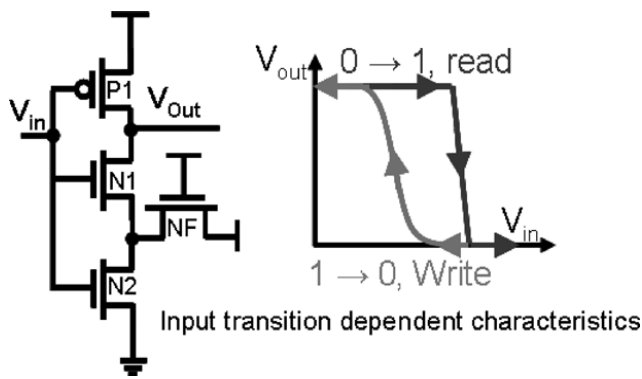 P1
V_in
V_Out
N1
NF
N2
V_out
0 → 1, read
V_in
1 → 0, Write
Input transition dependent characteristics